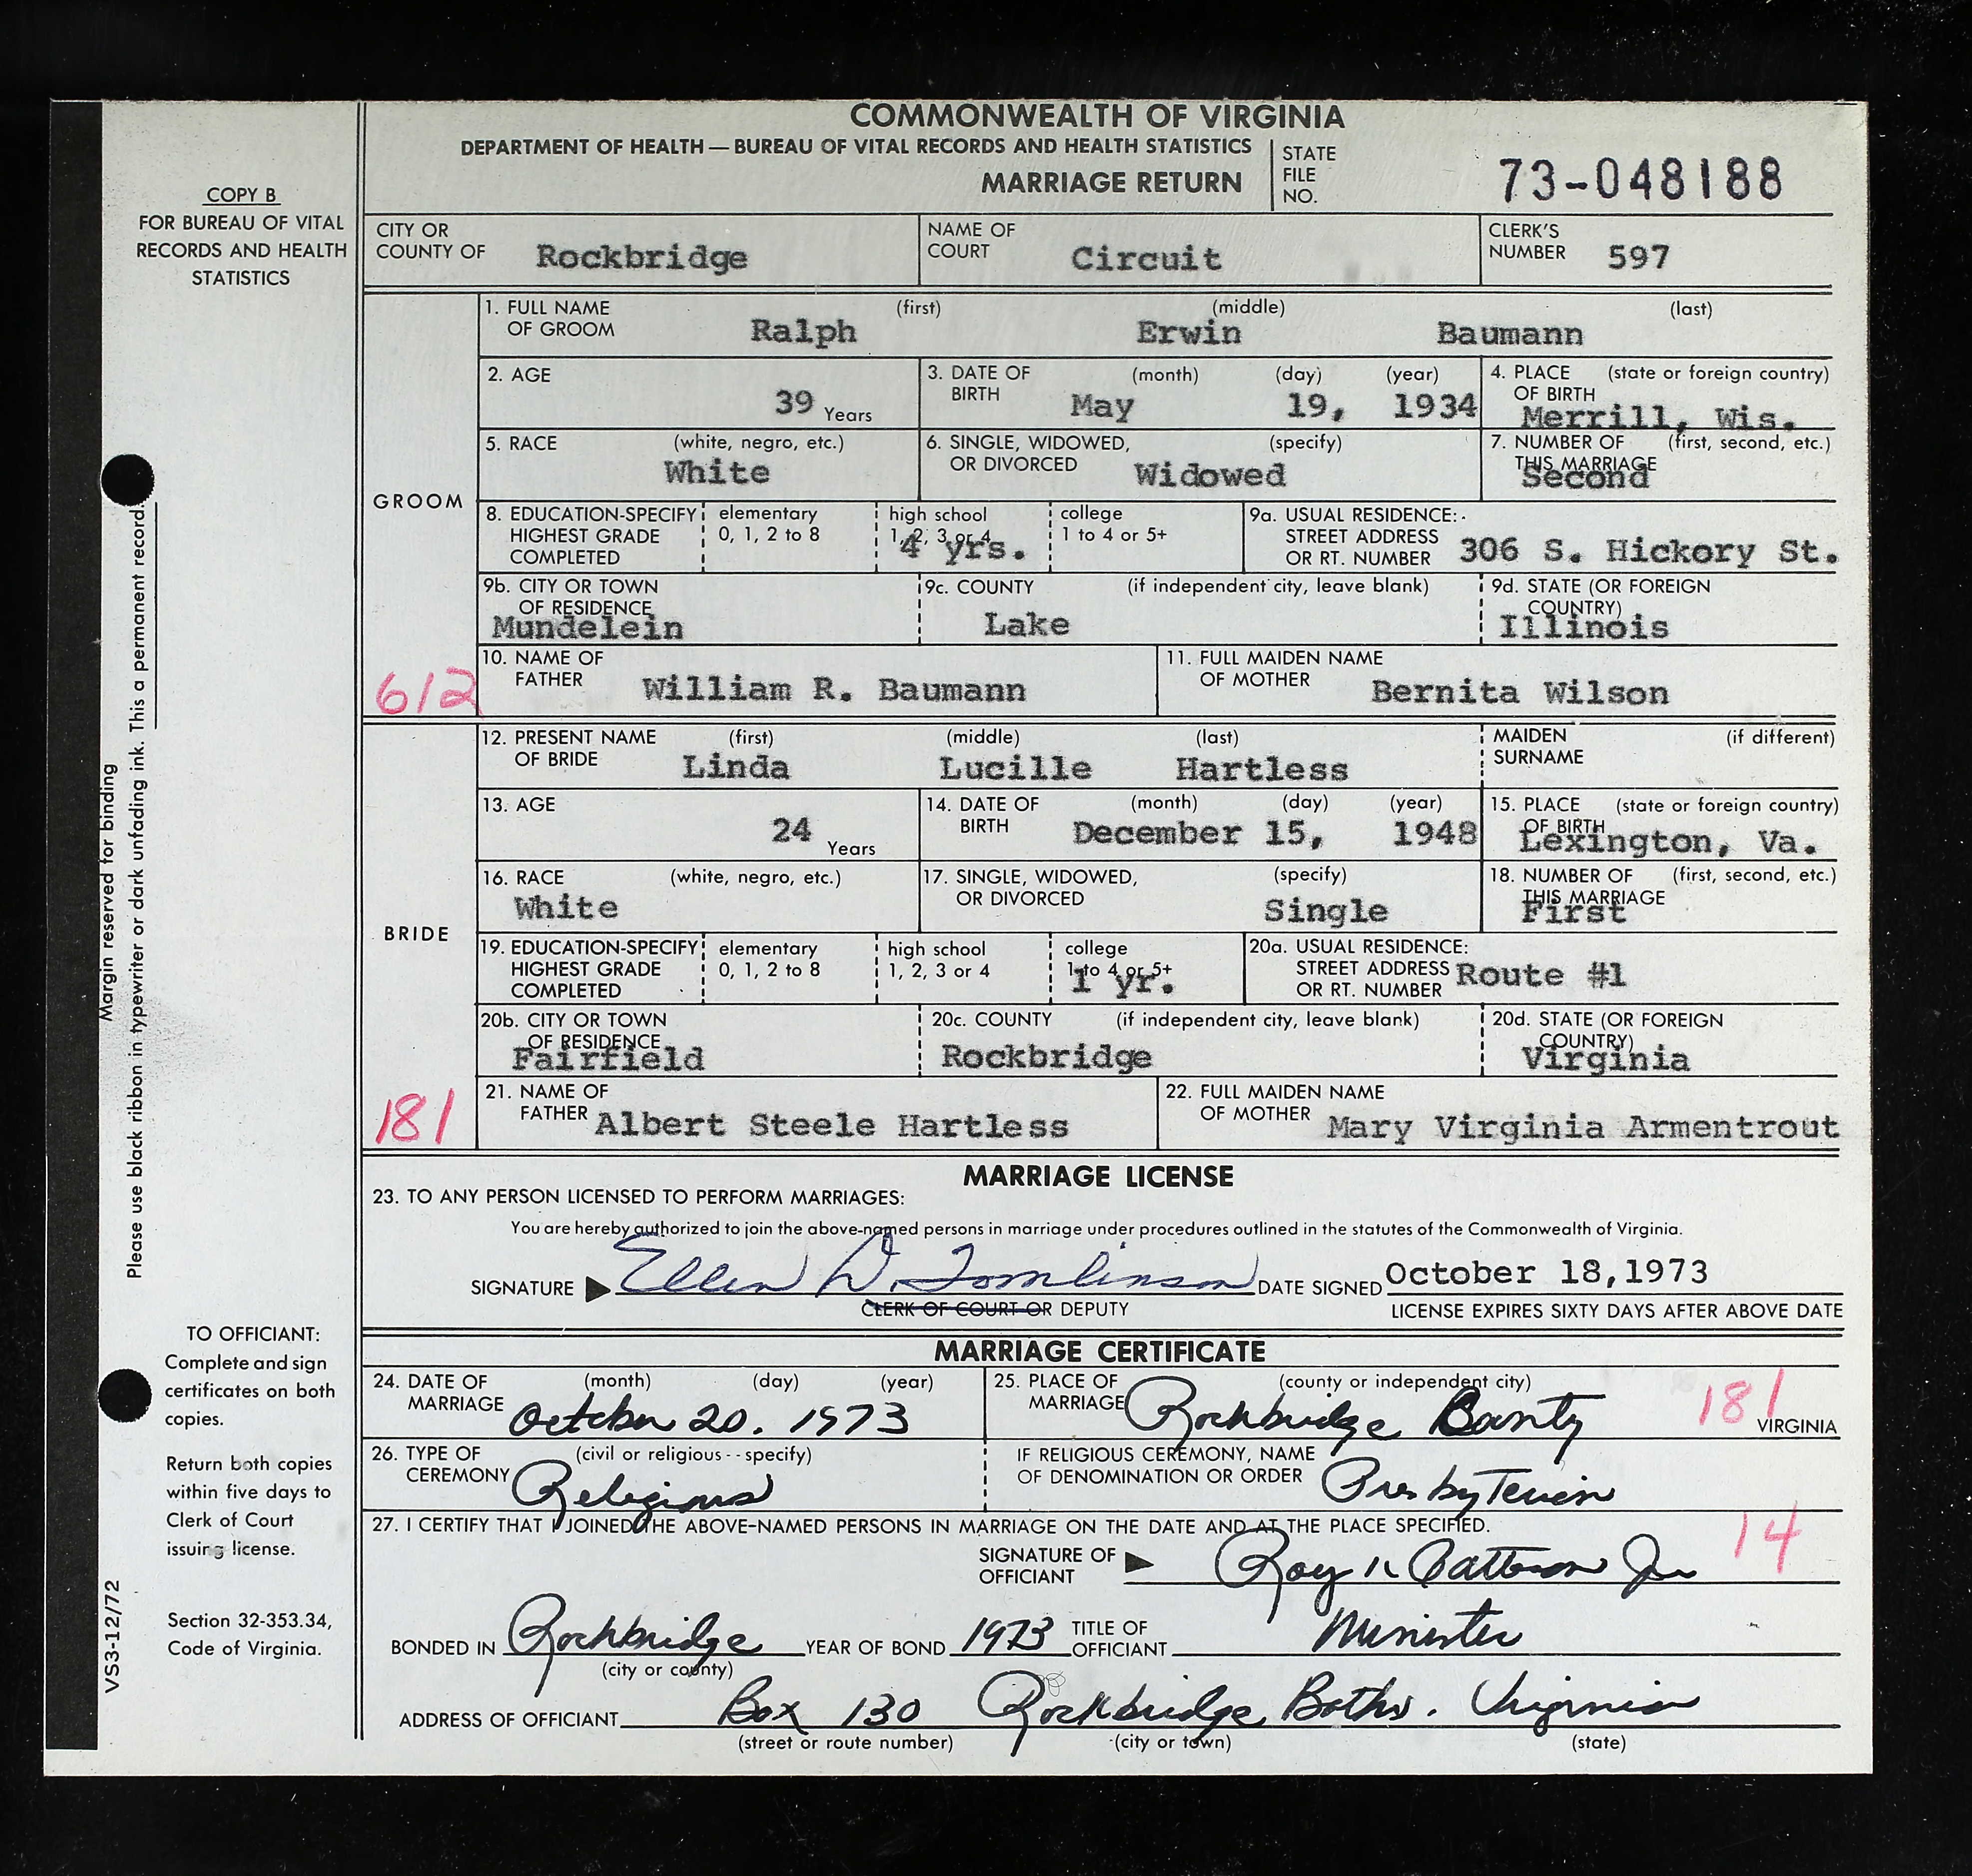 COMMONWEALTH OF VIRGINIA
DEPARTMENT OF HEALTH — BUREAU OF VITAL RECORDS AND HEALTH STATISTICS
MARRIAGE RETURN
STATE FILE NO. 73-048188
COPY B
FOR BUREAU OF VITAL
RECORDS AND HEALTH
STATISTICS
CITY OR COUNTY OF Rockbridge
NAME OF COURT Circuit
CLERK'S NUMBER 597
GROOM
1. FULL NAME OF GROOM (first) Ralph (middle) Erwin (last) Baumann
2. AGE 39 Years
3. DATE OF BIRTH (month) May (day) 19, (year) 1934
4. PLACE OF BIRTH (state or foreign country) Merrill, Wis.
5. RACE (white, negro, etc.) White
6. SINGLE, WIDOWED, OR DIVORCED (specify) Widowed
7. NUMBER OF THIS MARRIAGE (first, second, etc.) Second
8. EDUCATION-SPECIFY HIGHEST GRADE COMPLETED elementary 0, 1, 2 to 8 high school 1, 2, 3 or 4 4 yrs. college 1 to 4 or 5+
9a. USUAL RESIDENCE: STREET ADDRESS OR RT. NUMBER 306 S. Hickory St.
9b. CITY OR TOWN OF RESIDENCE Mundelein
9c. COUNTY (if independent city, leave blank) Lake
9d. STATE (OR FOREIGN COUNTRY) Illinois
612
10. NAME OF FATHER William R. Baumann
11. FULL MAIDEN NAME OF MOTHER Bernita Wilson
BRIDE
12. PRESENT NAME OF BRIDE (first) Linda (middle) Lucille (last) Hartless
MAIDEN SURNAME (if different)
13. AGE 24 Years
14. DATE OF BIRTH (month) December (day) 15, (year) 1948
15. PLACE OF BIRTH (state or foreign country) Lexington, Va.
16. RACE (white, negro, etc.) White
17. SINGLE, WIDOWED, OR DIVORCED (specify) Single
18. NUMBER OF THIS MARRIAGE (first, second, etc.) First
19. EDUCATION-SPECIFY HIGHEST GRADE COMPLETED elementary 0, 1, 2 to 8 high school 1, 2, 3 or 4 college 1 to 4 or 5+ 1 yr.
20a. USUAL RESIDENCE: STREET ADDRESS OR RT. NUMBER Route #1
20b. CITY OR TOWN OF RESIDENCE Fairfield
20c. COUNTY (if independent city, leave blank) Rockbridge
20d. STATE (OR FOREIGN COUNTRY) Virginia
181
21. NAME OF FATHER Albert Steele Hartless
22. FULL MAIDEN NAME OF MOTHER Mary Virginia Armentrout
MARRIAGE LICENSE
23. TO ANY PERSON LICENSED TO PERFORM MARRIAGES:
You are hereby authorized to join the above-named persons in marriage under procedures outlined in the statutes of the Commonwealth of Virginia.
SIGNATURE Ellen D. Tomlinson DATE SIGNED October 18,1973
CLERK OF COURT OR DEPUTY
LICENSE EXPIRES SIXTY DAYS AFTER ABOVE DATE
MARRIAGE CERTIFICATE
24. DATE OF MARRIAGE (month) (day) (year) October 20. 1973
25. PLACE OF MARRIAGE (county or independent city) Rockbridge County 181 VIRGINIA
26. TYPE OF CEREMONY (civil or religious -- specify) Religious
IF RELIGIOUS CEREMONY, NAME OF DENOMINATION OR ORDER Presbyterian
27. I CERTIFY THAT I JOINED THE ABOVE-NAMED PERSONS IN MARRIAGE ON THE DATE AND AT THE PLACE SPECIFIED.
SIGNATURE OF OFFICIANT Roy K Patterson Jr
14
BONDED IN Rockbridge (city or county) YEAR OF BOND 1973 TITLE OF OFFICIANT Minister
ADDRESS OF OFFICIANT Box 130 Rockbridge Baths. Virginia
(street or route number) (city or town) (state)
Margin reserved for binding
Please use black ribbon in typewriter or dark unfading ink. This a permanent record.
TO OFFICIANT:
Complete and sign
certificates on both
copies.
Return both copies
within five days to
Clerk of Court
issuing license.
Section 32-353.34,
Code of Virginia.
VS3-12/72